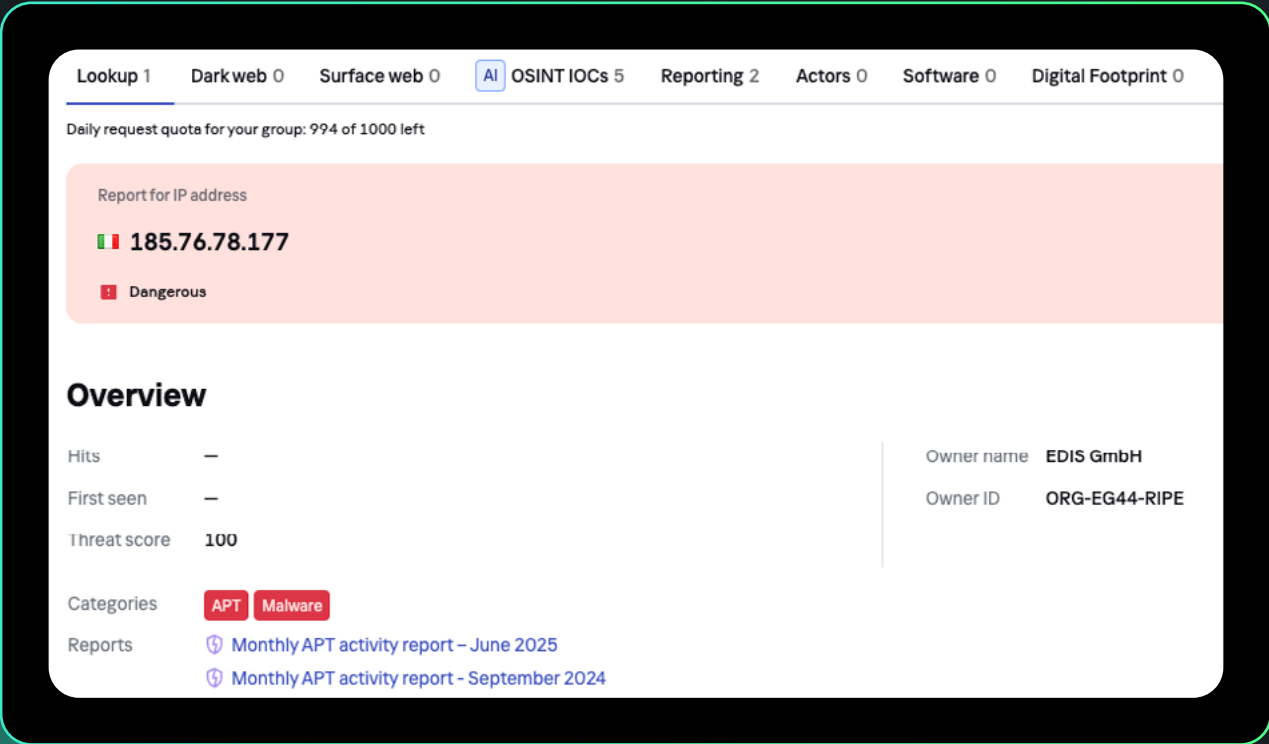 Lookup 1 Dark web 0 Surface web 0 AI OSINT IOCs 5 Reporting 2 Actors 0 Software 0 Digital Footprint 0
Daily request quota for your group: 994 of 1000 left
Report for IP address
185.76.78.177
Dangerous
Overview
Hits —
First seen —
Threat score 100
Owner name EDIS GmbH
Owner ID ORG-EG44-RIPE
Categories APT Malware
Reports Monthly APT activity report – June 2025
Monthly APT activity report - September 2024